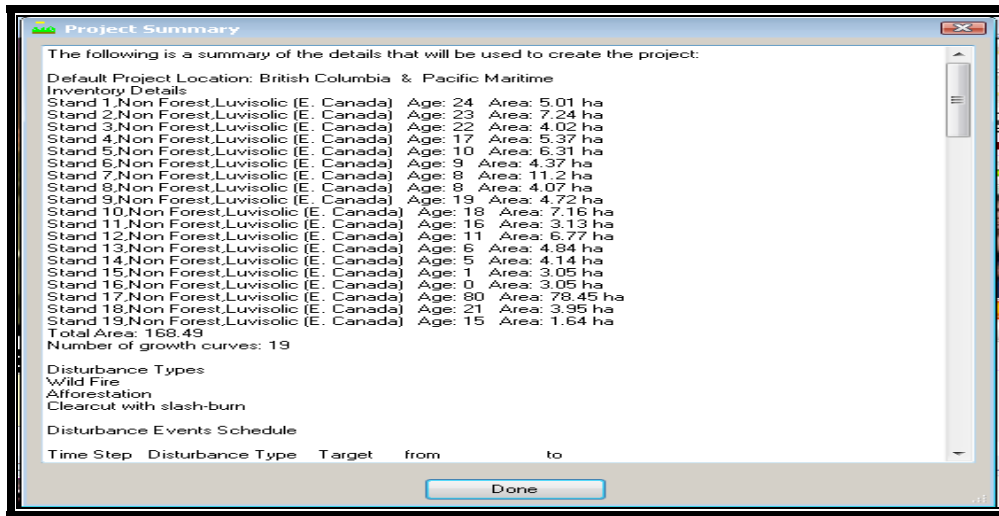 Project Summary
The following is a summary of the details that will be used to create the project:
Default Project Location: British Columbia & Pacific Maritime
Inventory Details
Stand 1,Non Forest,Luvisolic (E. Canada) Age: 24 Area: 5.01 ha
Stand 2,Non Forest,Luvisolic (E. Canada) Age: 23 Area: 7.24 ha
Stand 3,Non Forest,Luvisolic (E. Canada) Age: 22 Area: 4.02 ha
Stand 4,Non Forest,Luvisolic (E. Canada) Age: 17 Area: 5.37 ha
Stand 5,Non Forest,Luvisolic (E. Canada) Age: 10 Area: 6.31 ha
Stand 6,Non Forest,Luvisolic (E. Canada) Age: 9 Area: 4.37 ha
Stand 7,Non Forest,Luvisolic (E. Canada) Age: 8 Area: 11.2 ha
Stand 8,Non Forest,Luvisolic (E. Canada) Age: 8 Area: 4.07 ha
Stand 9,Non Forest,Luvisolic (E. Canada) Age: 19 Area: 4.72 ha
Stand 10,Non Forest,Luvisolic (E. Canada) Age: 18 Area: 7.16 ha
Stand 11,Non Forest,Luvisolic (E. Canada) Age: 16 Area: 3.13 ha
Stand 12,Non Forest,Luvisolic (E. Canada) Age: 11 Area: 6.77 ha
Stand 13,Non Forest,Luvisolic (E. Canada) Age: 6 Area: 4.84 ha
Stand 14,Non Forest,Luvisolic (E. Canada) Age: 5 Area: 4.14 ha
Stand 15,Non Forest,Luvisolic (E. Canada) Age: 1 Area: 3.05 ha
Stand 16,Non Forest,Luvisolic (E. Canada) Age: 0 Area: 3.05 ha
Stand 17,Non Forest,Luvisolic (E. Canada) Age: 80 Area: 78.45 ha
Stand 18,Non Forest,Luvisolic (E. Canada) Age: 21 Area: 3.95 ha
Stand 19,Non Forest,Luvisolic (E. Canada) Age: 15 Area: 1.64 ha
Total Area: 168.49
Number of growth curves: 19
Disturbance Types
Wild Fire
Afforestation
Clearcut with slash-burn
Disturbance Events Schedule
Time Step Disturbance Type Target from to
Done